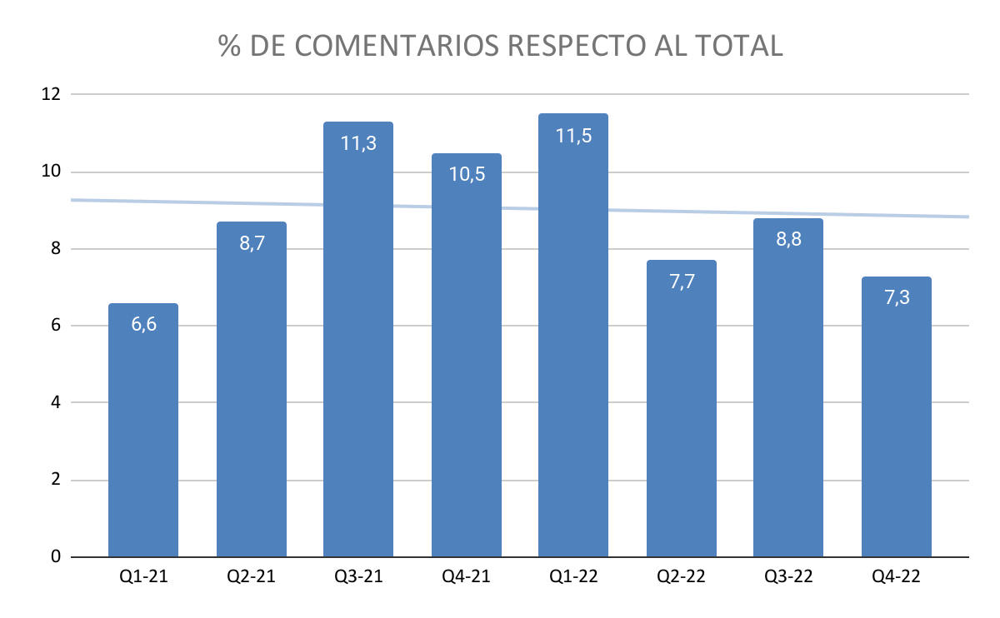 % DE COMENTARIOS RESPECTO AL TOTAL
12
10
8
6
4
2
0
6,6
8,7
11,3
10,5
11,5
7,7
8,8
7,3
Q1-21
Q2-21
Q3-21
Q4-21
Q1-22
Q2-22
Q3-22
Q4-22